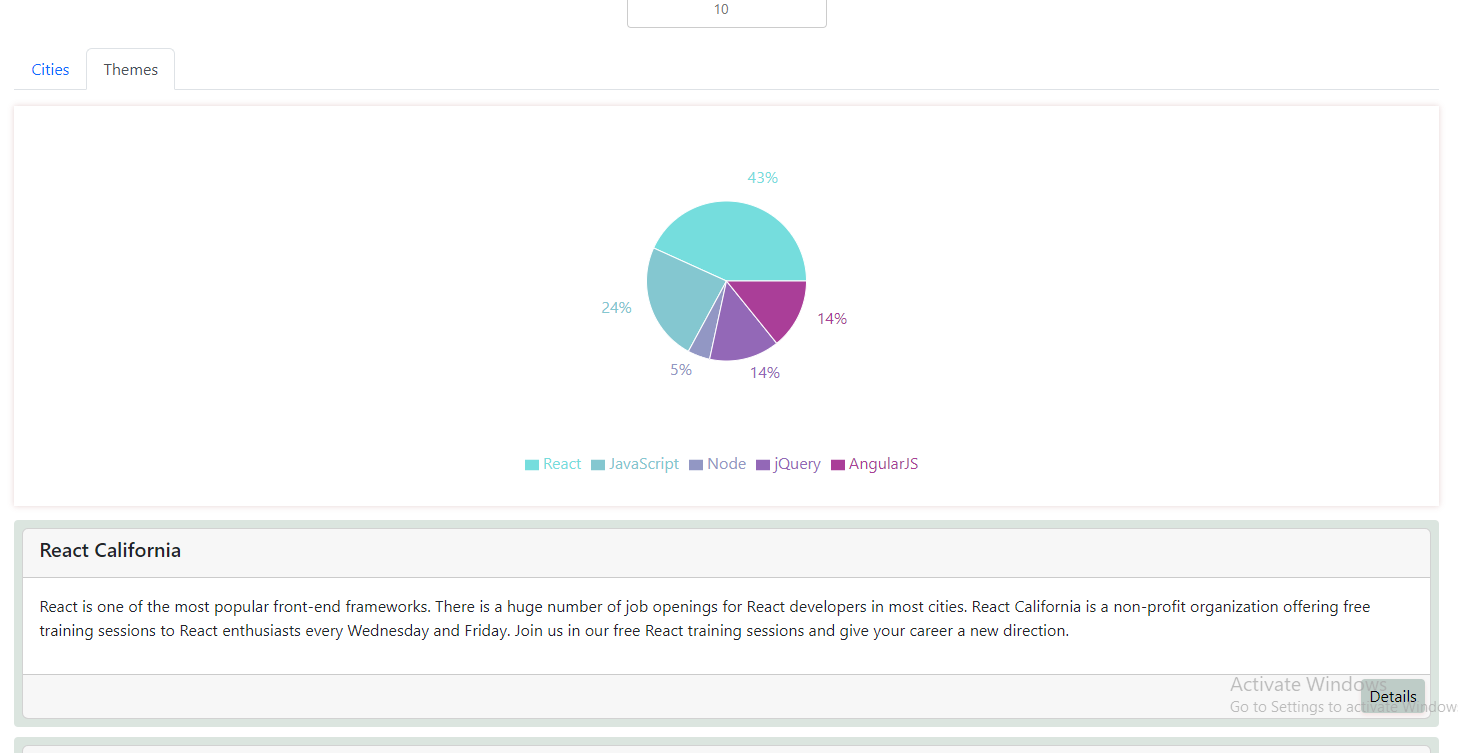 10
Cities Themes
43%
24%
14%
5%
14%
React JavaScript Node jQuery AngularJS
React California
React is one of the most popular front-end frameworks. There is a huge number of job openings for React developers in most cities. React California is a non-profit organization offering free
training sessions to React enthusiasts every Wednesday and Friday. Join us in our free React training sessions and give your career a new direction.
Activate Windows
Details
Go to Settings to activate Window